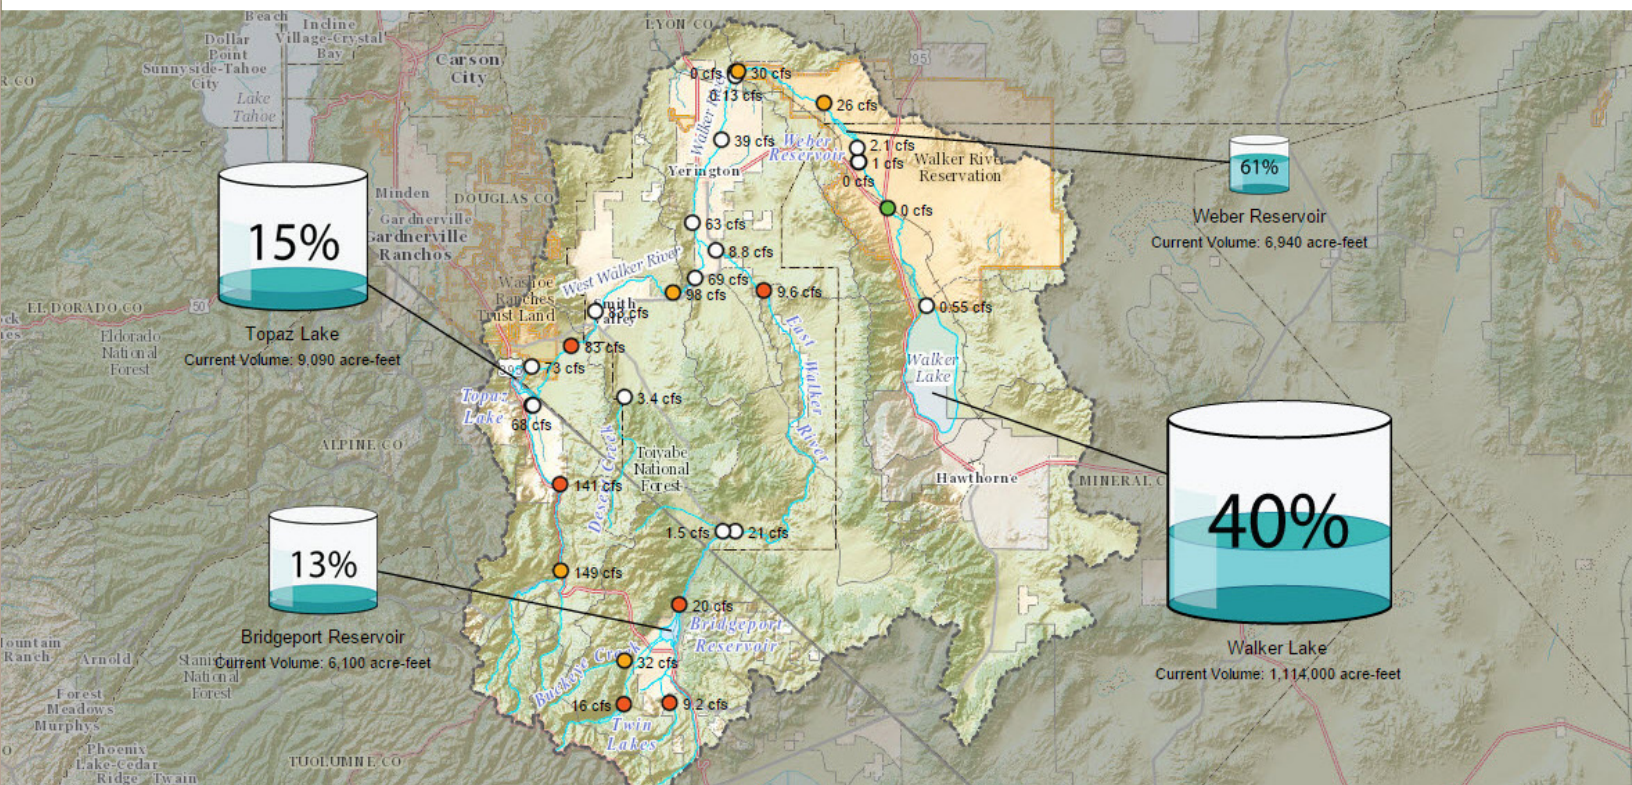 Beach
Incline
Village-Crystal
Bay
Dollar
Point
Sunnyside-Tahoe
City
Lake
Tahoe
Carson
City
LYON CO
95
R CO
0 cfs
30 cfs
0.13 cfs
26 cfs
Walker River
39 cfs
Weber
Reservoir
2.1 cfs
1 cfs
0 cfs
Walker River
Reservation
Yerington
61%
Weber Reservoir
Current Volume: 6,940 acre-feet
Minden
DOUGLAS CO
Gardnerville
Gardnerville
Ranchos
15%
Topaz Lake
Current Volume: 9,090 acre-feet
0 cfs
63 cfs
8.8 cfs
West Walker River
69 cfs
98 cfs
9.6 cfs
Washoe
Ranches
Trust Land
Smith
Valley
83 cfs
83 cfs
0.55 cfs
EL DORADO CO
50
Eldorado
National
Forest
395
73 cfs
East Walker River
Walker
Lake
Topaz
Lake
68 cfs
3.4 cfs
ALPINE CO
Desert Creek
Toiyabe
National
Forest
141 cfs
Hawthorne
MINERAL C
40%
Walker Lake
Current Volume: 1,114,000 acre-feet
1.5 cfs
21 cfs
13%
Bridgeport Reservoir
Current Volume: 6,100 acre-feet
149 cfs
20 cfs
Bridgeport
Reservoir
Buckeye Creek
32 cfs
16 cfs
9.2 cfs
Twin
Lakes
Ranch
Arnold
National
Forest
Forest
Meadows
Murphys
Phoenix
Lake-Cedar
Ridge
Twain
TUOLUMNE CO